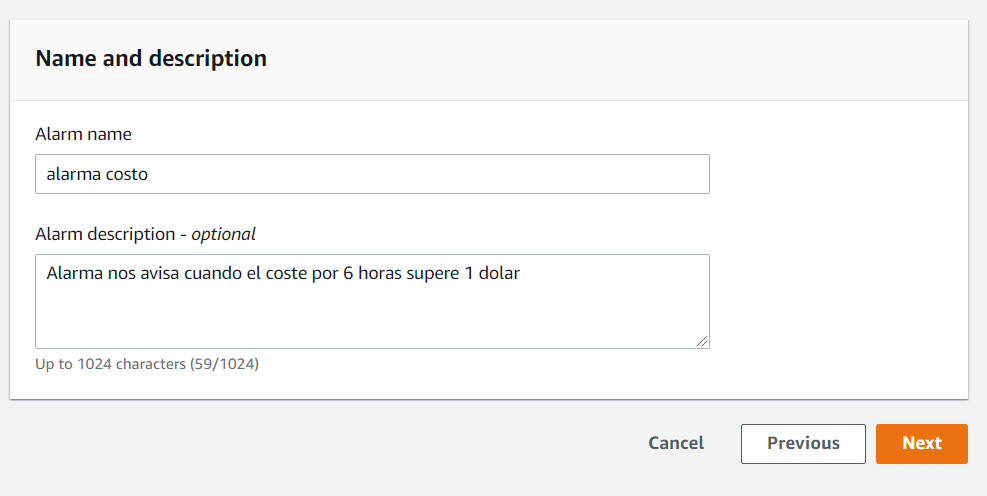 Name and description
Alarm name
alarma costo
Alarm description - optional
Alarma nos avisa cuando el coste por 6 horas supere 1 dolar
Up to 1024 characters (59/1024)
Cancel Previous Next